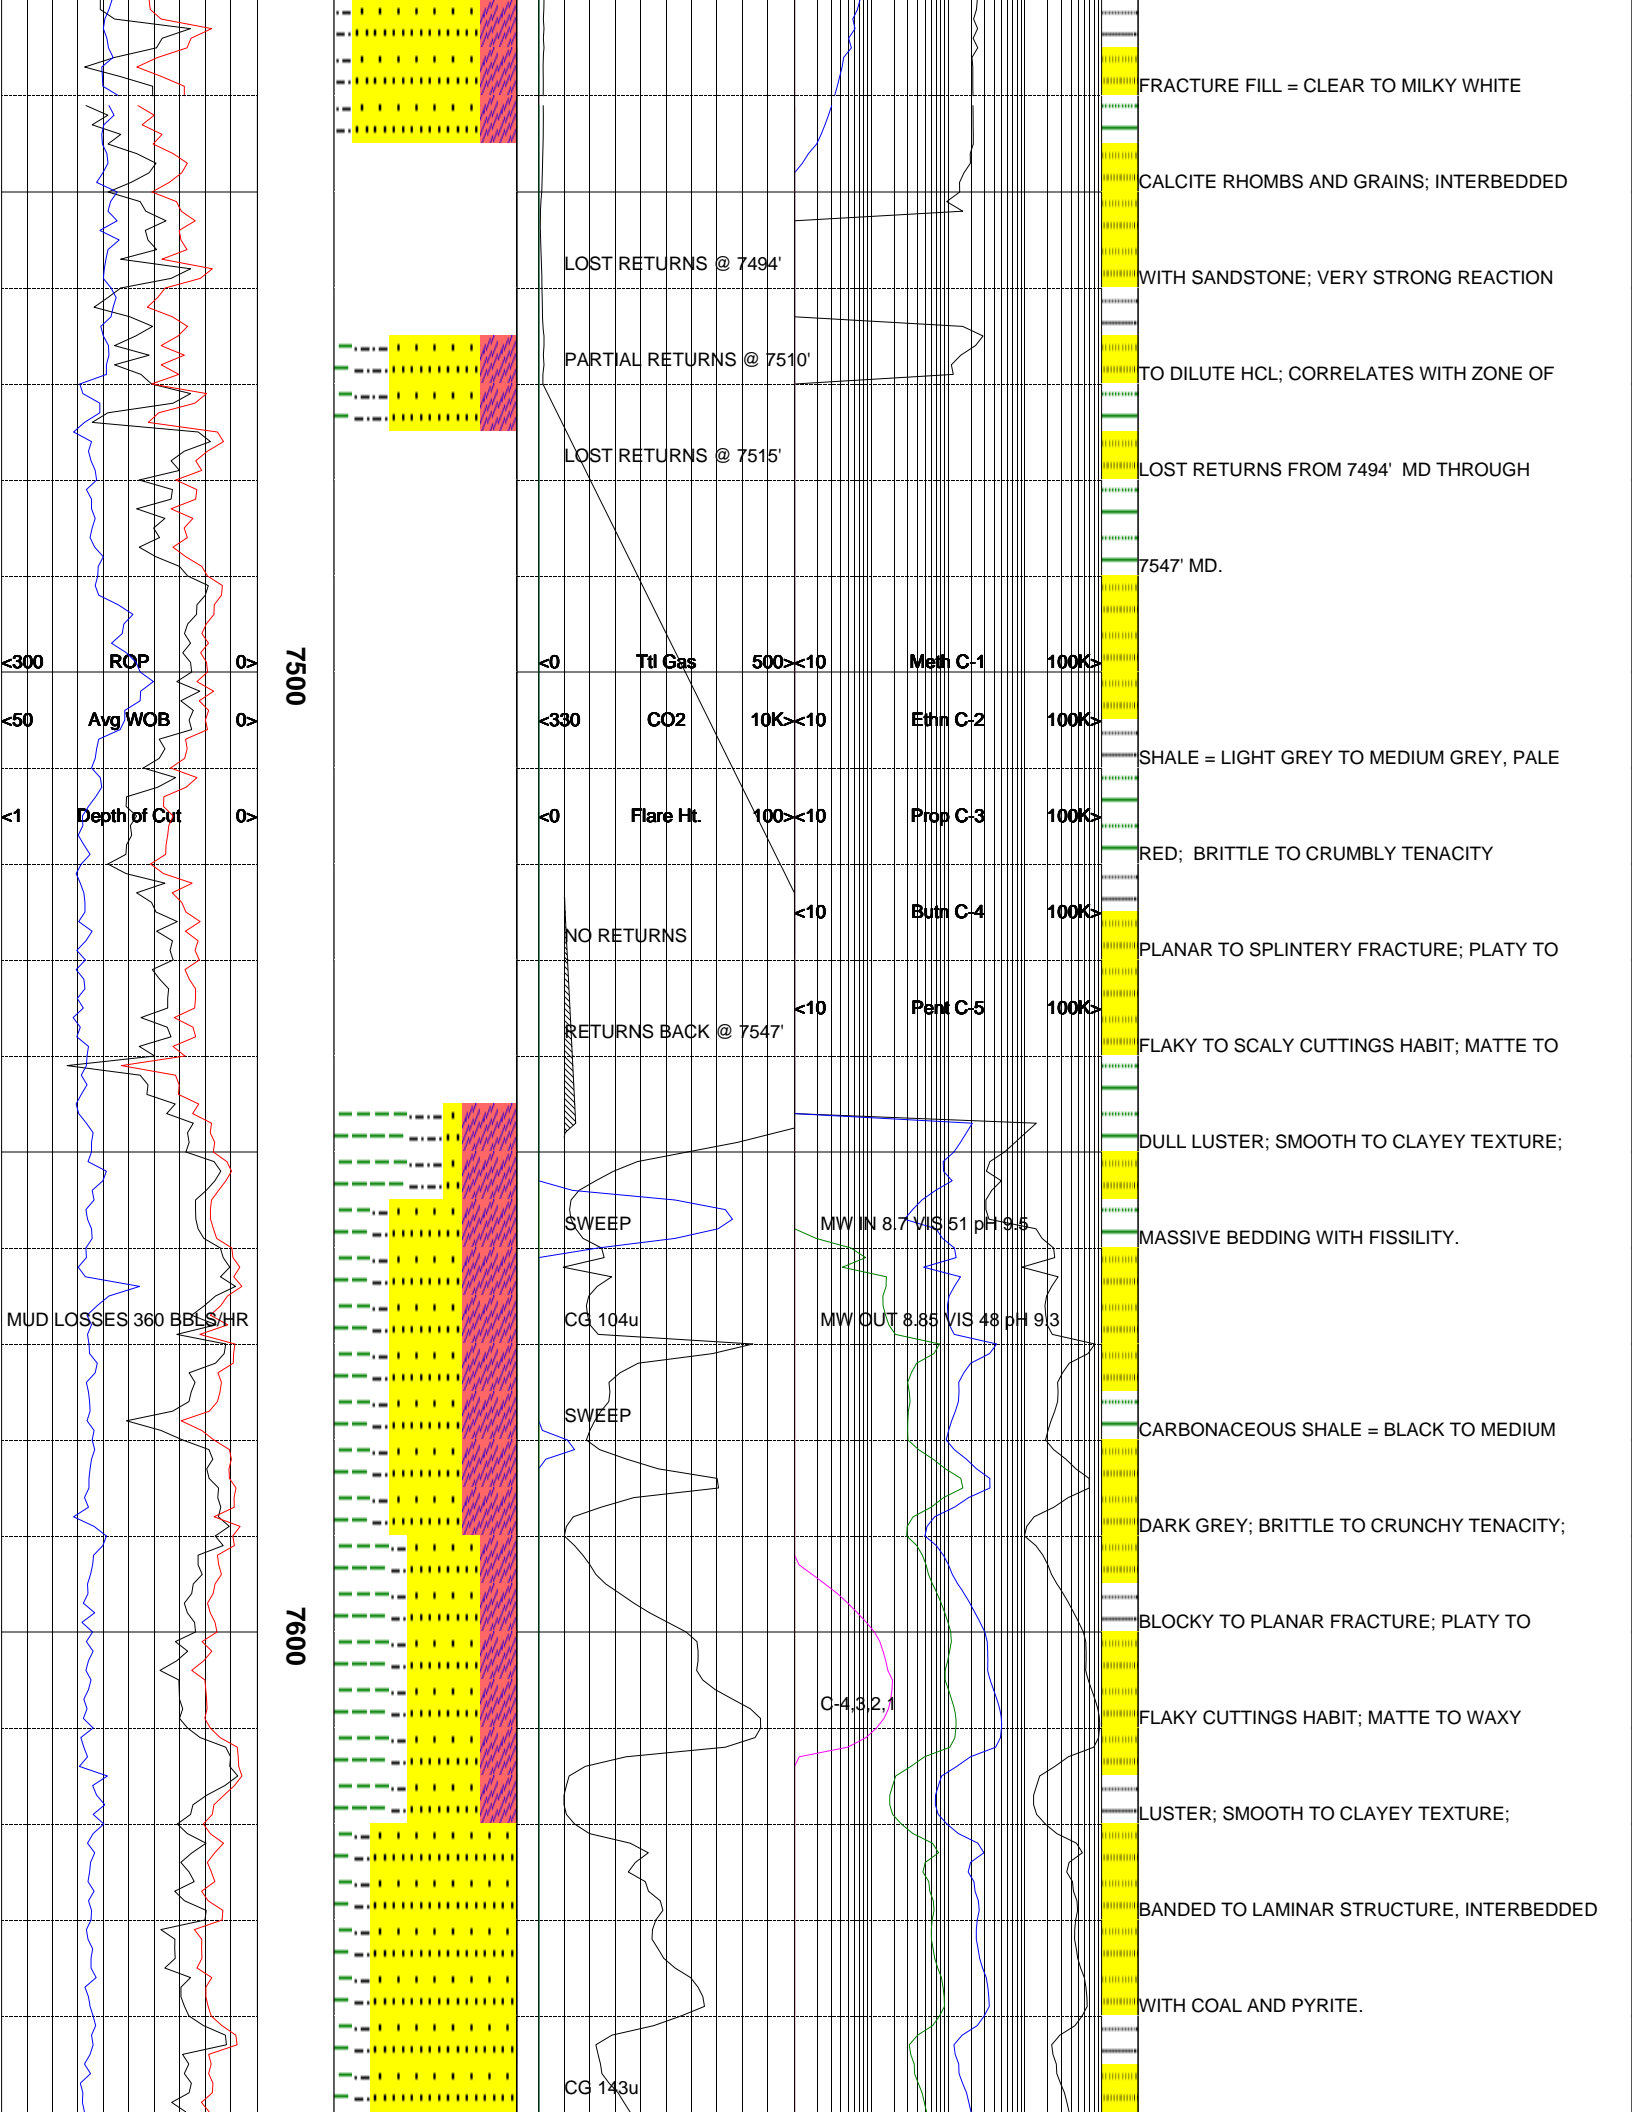 FRACTURE FILL = CLEAR TO MILKY WHITE
CALCITE RHOMBS AND GRAINS; INTERBEDDED
LOST RETURNS @ 7494'
WITH SANDSTONE; VERY STRONG REACTION
PARTIAL RETURNS @ 7510'
TO DILUTE HCL; CORRELATES WITH ZONE OF
LOST RETURNS @ 7515'
LOST RETURNS FROM 7494' MD THROUGH
7547' MD.
<300 ROP 0>
7500
<0 Ttl Gas 500>
<10 Meth C-1 100K>
<50 Avg WOB 0>
<330 CO2 10K>
<10 Ethn C-2 100K>
SHALE = LIGHT GREY TO MEDIUM GREY, PALE
<1 Depth of Cut 0>
<0 Flare Ht. 100>
<10 Prop C-3 100K>
RED; BRITTLE TO CRUMBLY TENACITY
<10 Butn C-4 100K>
NO RETURNS
PLANAR TO SPLINTERY FRACTURE; PLATY TO
<10 Pent C-5 100K>
RETURNS BACK @ 7547'
FLAKY TO SCALY CUTTINGS HABIT; MATTE TO
DULL LUSTER; SMOOTH TO CLAYEY TEXTURE;
SWEEP
MW IN 8.7 VIS 51 pH 9.5
MASSIVE BEDDING WITH FISSILITY.
MUD LOSSES 360 BBLS/HR
CG 104u
MW OUT 8.85 VIS 48 pH 9.3
SWEEP
CARBONACEOUS SHALE = BLACK TO MEDIUM
DARK GREY; BRITTLE TO CRUNCHY TENACITY;
7600
BLOCKY TO PLANAR FRACTURE; PLATY TO
C-4,3,2,1
FLAKY CUTTINGS HABIT; MATTE TO WAXY
LUSTER; SMOOTH TO CLAYEY TEXTURE;
BANDED TO LAMINAR STRUCTURE, INTERBEDDED
WITH COAL AND PYRITE.
CG 143u